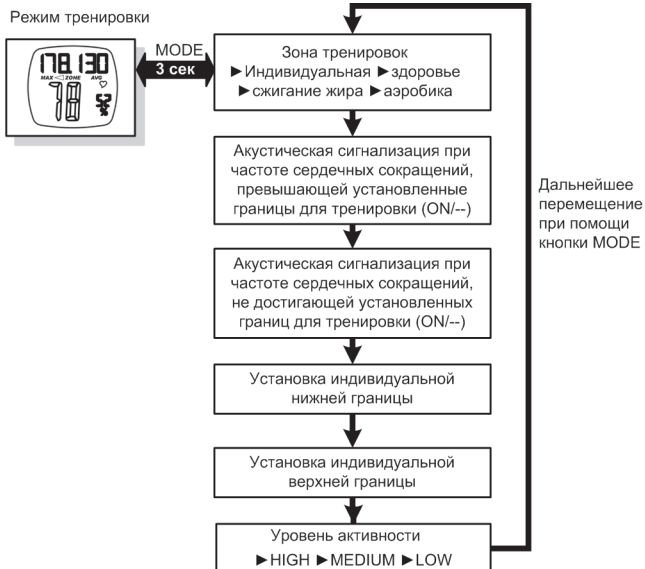 Режим тренировки
178.130
MAX ZONE AVG
78
52
%
MODE
3 сек
Зона тренировок
►Индивидуальная ►здоровье
►сжигание жира ►аэробика
Акустическая сигнализация при
частоте сердечных сокращений,
превышающей установленные
границы для тренировки (ON/--)
Акустическая сигнализация при
частоте сердечных сокращений,
не достигающей установленных
границ для тренировки (ON/--)
Установка индивидуальной
нижней границы
Установка индивидуальной
верхней границы
Уровень активности
►HIGH ►MEDIUM ►LOW
Дальнейшее
перемещение
при помощи
кнопки MODE